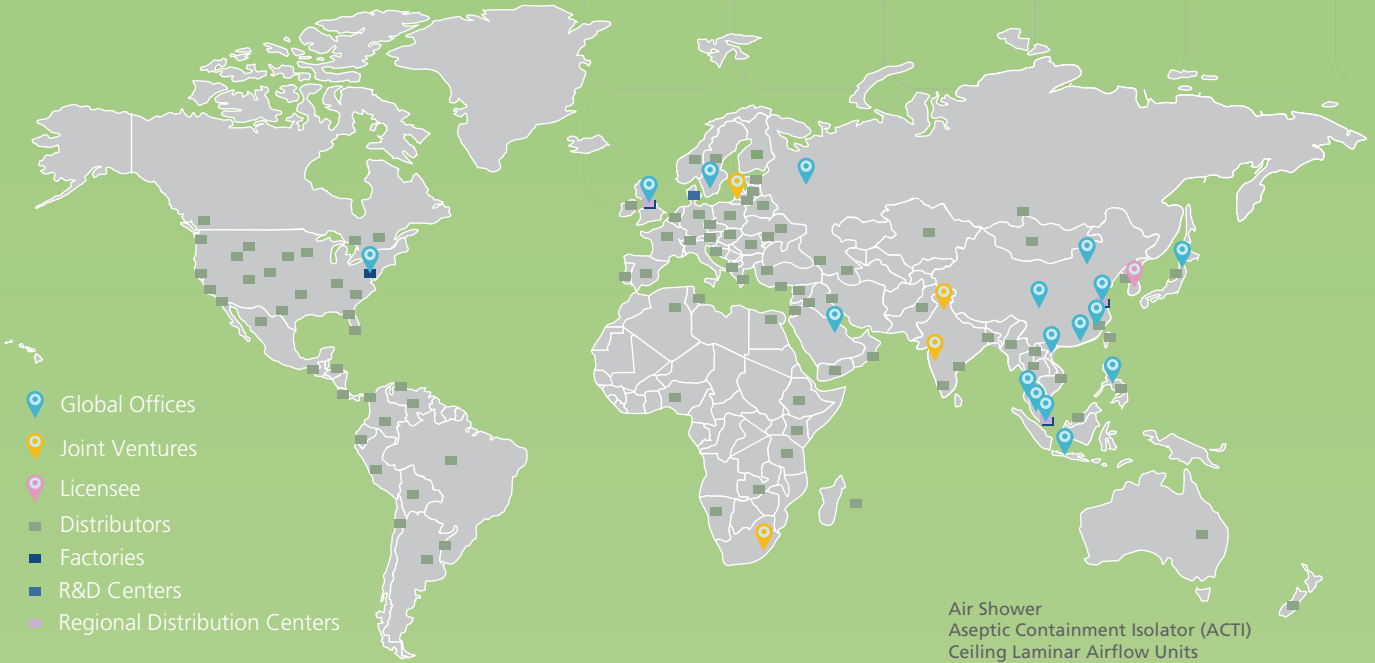 Global Offices
Joint Ventures
Licensee
Distributors
Factories
R&D Centers
Regional Distribution Centers
Air Shower
Aseptic Containment Isolator (ACTI)
Ceiling Laminar Airflow Units